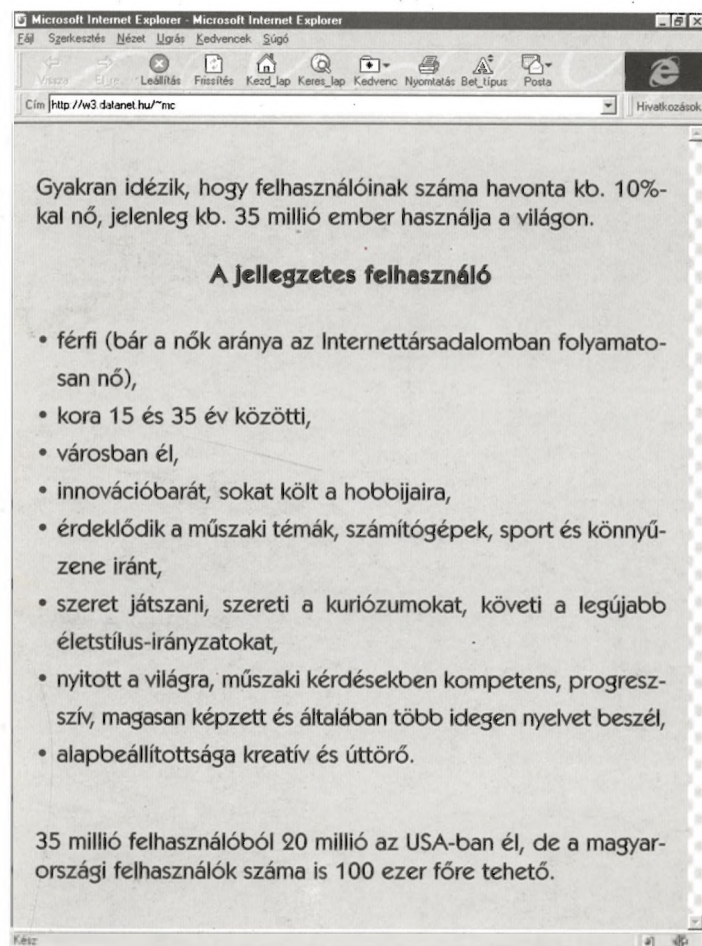 Microsoft Internet Explorer - Microsoft Internet Explorer
Fájl Szerkesztés Nézet Ugrás Kedvencek Súgó
Vissza Leállítás Frissítés Kezd_lap Keres_lap Kedvenc Nyomtatás Bet_típus Posta
Cím http://w3.datanet.hu/~mc Hivatkozások
Gyakran idézik, hogy felhasználóinak száma havonta kb. 10%-
kal nő, jelenleg kb. 35 millió ember használja a világon.
A jellegzetes felhasználó
• férfi (bár a nők aránya az Internettársadalomban folyamato-
san nő),
• kora 15 és 35 év közötti,
• városban él,
• innovációbarát, sokat költ a hobbijaira,
• érdeklődik a műszaki témák, számítógépek, sport és könnyű-
zene iránt,
• szeret játszani, szereti a kuriózumokat, követi a legújabb
életstílus-irányzatokat,
• nyitott a világra, műszaki kérdésekben kompetens, progresz-
szív, magasan képzett és általában több idegen nyelvet beszél,
• alapbeállítottsága kreatív és úttörő.
35 millió felhasználóból 20 millió az USA-ban él, de a magyar-
országi felhasználók száma is 100 ezer főre tehető.
Kész